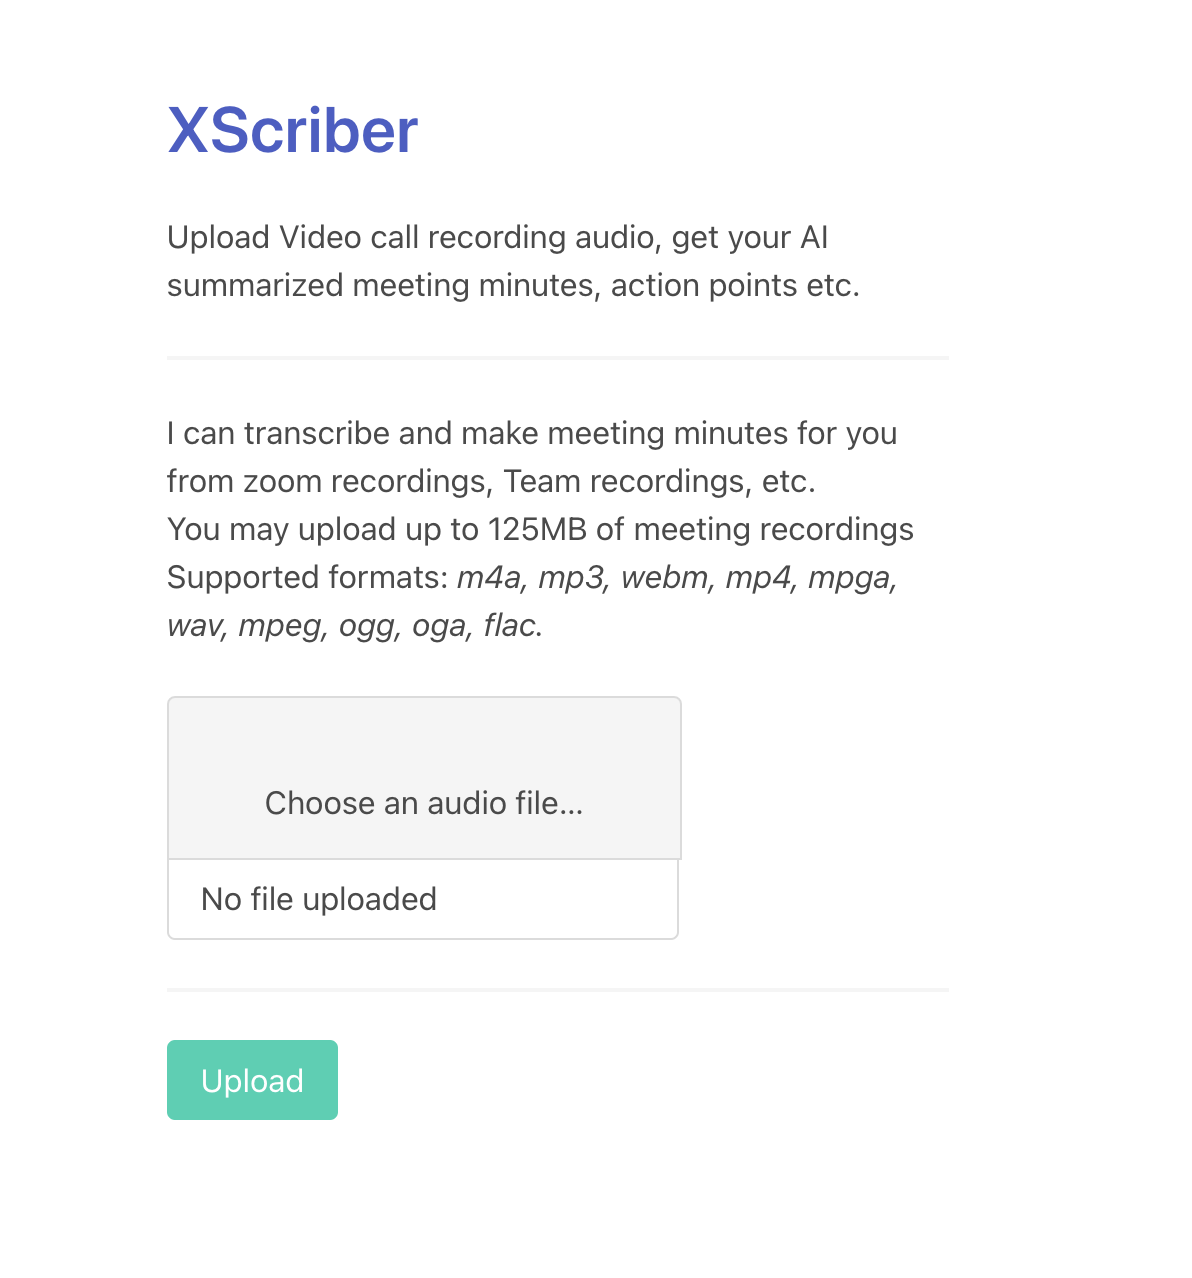 XScriber
Upload Video call recording audio, get your AI
summarized meeting minutes, action points etc.
I can transcribe and make meeting minutes for you
from zoom recordings, Team recordings, etc.
You may upload up to 125MB of meeting recordings
Supported formats: m4a, mp3, webm, mp4, mpga,
wav, mpeg, ogg, oga, flac.
Choose an audio file...
No file uploaded
Upload